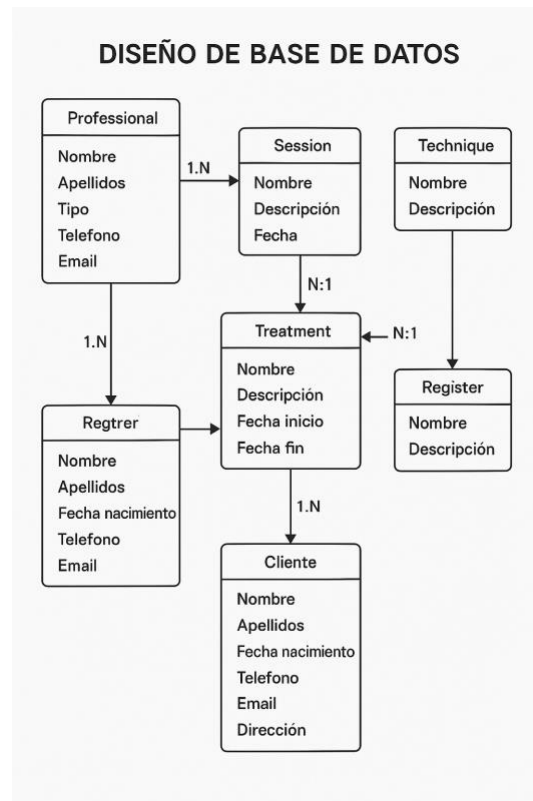 DISEÑO DE BASE DE DATOS
Professional
Nombre
Apellidos
Tipo
Telefono
Email
1.N
Session
Nombre
Descripción
Fecha
Technique
Nombre
Descripción
N:1
1.N
Treatment
Nombre
Descripción
Fecha inicio
Fecha fin
N:1
Register
Nombre
Descripción
Regtrer
Nombre
Apellidos
Fecha nacimiento
Telefono
Email
1.N
Cliente
Nombre
Apellidos
Fecha nacimiento
Telefono
Email
Dirección